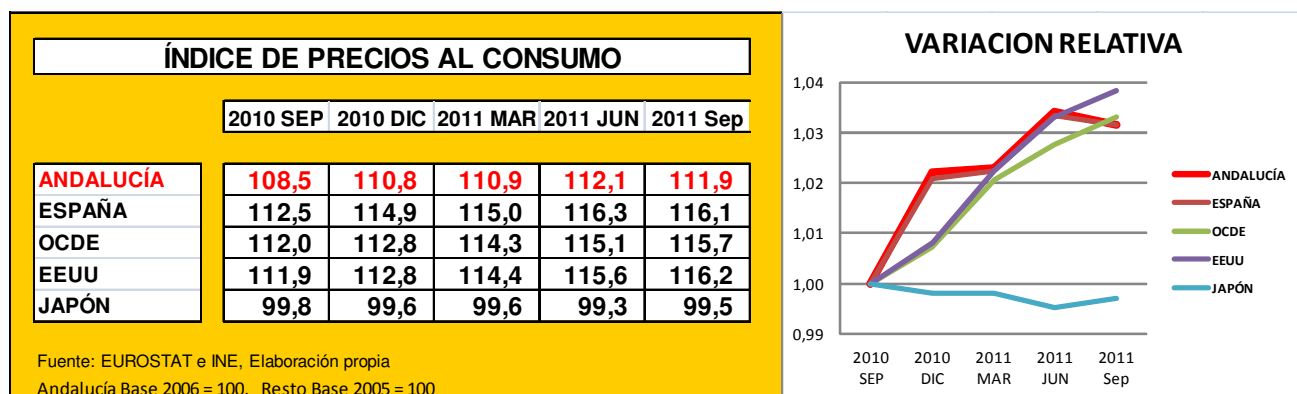 ÍNDICE DE PRECIOS AL CONSUMO
2010 SEP 2010 DIC 2011 MAR 2011 JUN 2011 Sep
ANDALUCÍA 108,5 110,8 110,9 112,1 111,9
ESPAÑA 112,5 114,9 115,0 116,3 116,1
OCDE 112,0 112,8 114,3 115,1 115,7
EEUU 111,9 112,8 114,4 115,6 116,2
JAPÓN 99,8 99,6 99,6 99,3 99,5
Fuente: EUROSTAT e INE, Elaboración propia
Andalucía Base 2006 = 100, Resto Base 2005 = 100
VARIACION RELATIVA
1,04
1,03
1,02
1,01
1,00
0,99
2010 2010 2011 2011 2011
SEP DIC MAR JUN Sep
ANDALUCÍA
ESPAÑA
OCDE
EEUU
JAPÓN